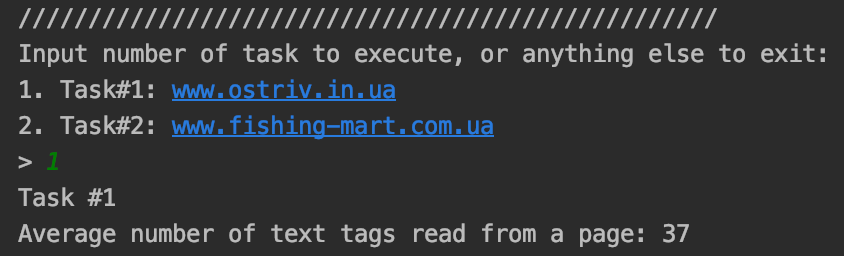 //////////////////////////////////////////////////
Input number of task to execute, or anything else to exit:
1. Task#1: www.ostriv.in.ua
2. Task#2: www.fishing-mart.com.ua
> 1
Task #1
Average number of text tags read from a page: 37